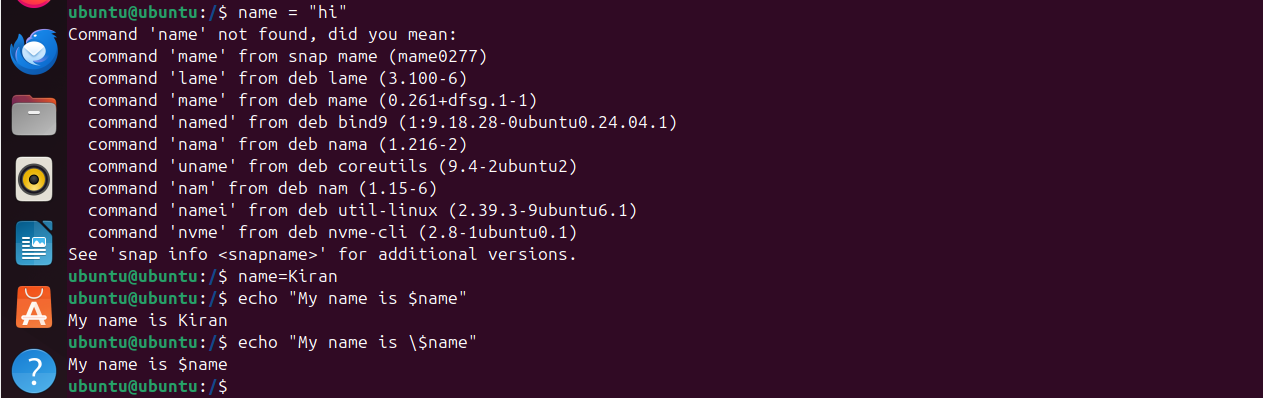 ubuntu@ubuntu:/$ name = "hi"
Command 'name' not found, did you mean:
  command 'mame' from snap mame (mame0277)
  command 'lame' from deb lame (3.100-6)
  command 'mame' from deb mame (0.261+dfsg.1-1)
  command 'named' from deb bind9 (1:9.18.28-0ubuntu0.24.04.1)
  command 'nama' from deb nama (1.216-2)
  command 'uname' from deb coreutils (9.4-2ubuntu2)
  command 'nam' from deb nam (1.15-6)
  command 'namei' from deb util-linux (2.39.3-9ubuntu6.1)
  command 'nvme' from deb nvme-cli (2.8-1ubuntu0.1)
See 'snap info <snapname>' for additional versions.
ubuntu@ubuntu:/$ name=Kiran
ubuntu@ubuntu:/$ echo "My name is $name"
My name is Kiran
ubuntu@ubuntu:/$ echo "My name is \$name"
My name is $name
ubuntu@ubuntu:/$